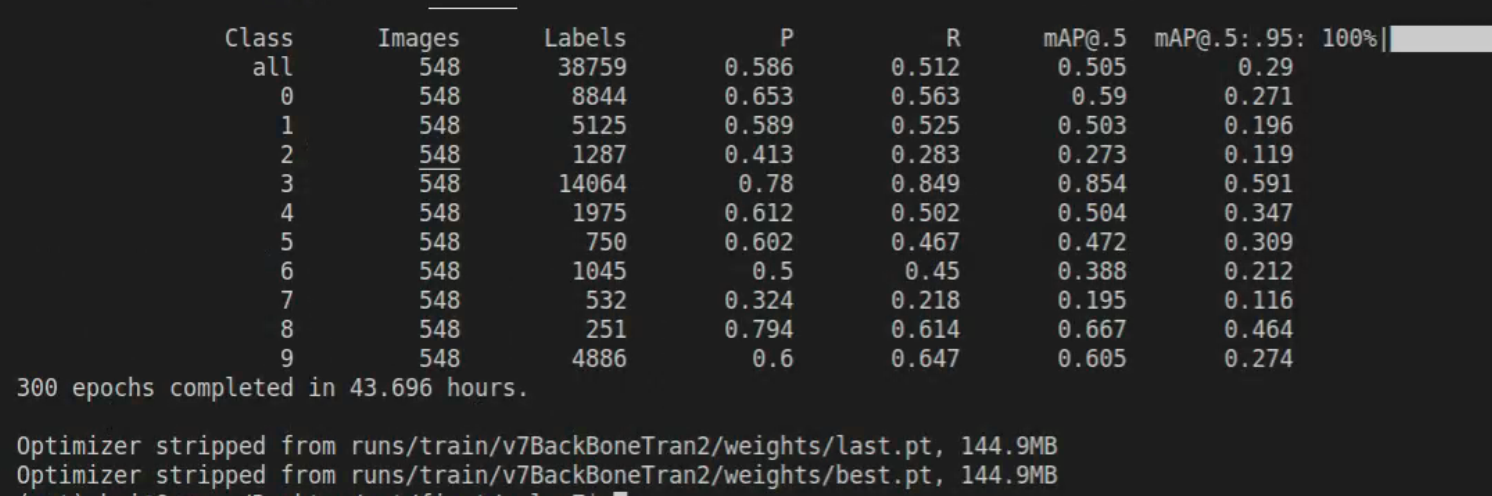 Class Images Labels P R mAP@.5 mAP@.5:.95: 100%|
all 548 38759 0.586 0.512 0.505 0.29
0 548 8844 0.653 0.563 0.59 0.271
1 548 5125 0.589 0.525 0.503 0.196
2 548 1287 0.413 0.283 0.273 0.119
3 548 14064 0.78 0.849 0.854 0.591
4 548 1975 0.612 0.502 0.504 0.347
5 548 750 0.602 0.467 0.472 0.309
6 548 1045 0.5 0.45 0.388 0.212
7 548 532 0.324 0.218 0.195 0.116
8 548 251 0.794 0.614 0.667 0.464
9 548 4886 0.6 0.647 0.605 0.274
300 epochs completed in 43.696 hours.
Optimizer stripped from runs/train/v7BackBoneTran2/weights/last.pt, 144.9MB
Optimizer stripped from runs/train/v7BackBoneTran2/weights/best.pt, 144.9MB